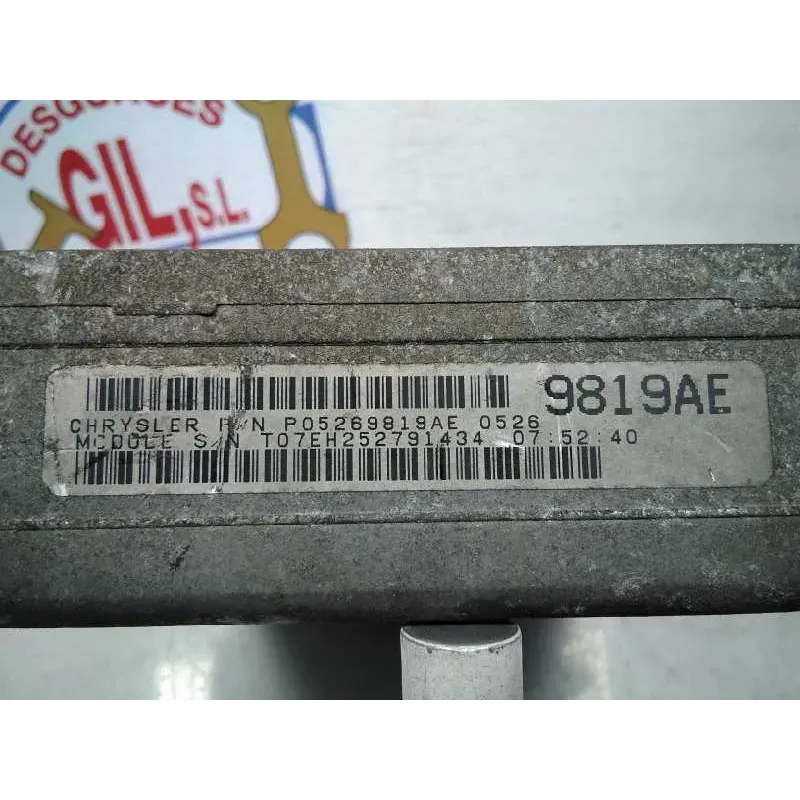 DESGUACES
GIL, S.L.
9819AE
CHRYSLER P/N P05269819AE 0526
MODULE S/N T07EH252791434 07:52:40